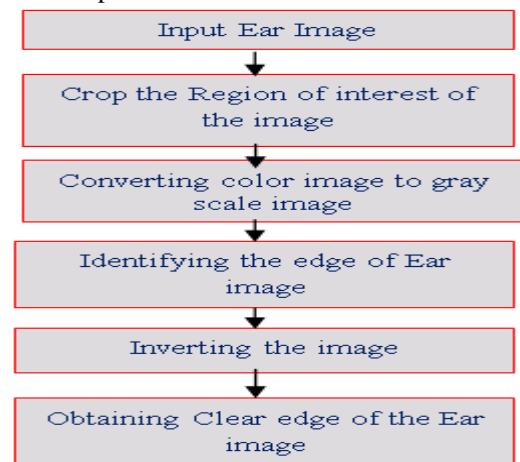 Input Ear Image
Crop the Region of interest of
the image
Converting color image to gray
scale image
Identifying the edge of Ear
image
Inverting the image
Obtaining Clear edge of the Ear
image